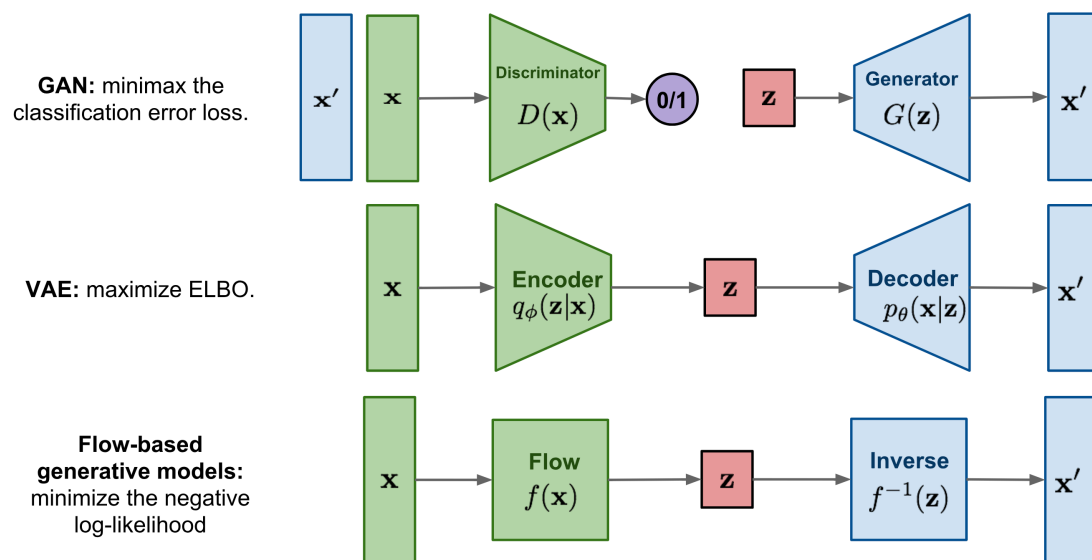 GAN: minimax the
classification error loss.
x′
x
Discriminator
D(x)
0/1
z
Generator
G(z)
x′
VAE: maximize ELBO.
x
Encoder
qϕ(z|x)
z
Decoder
pθ(x|z)
x′
Flow-based
generative models:
minimize the negative
log-likelihood
x
Flow
f(x)
z
Inverse
f⁻¹(z)
x′